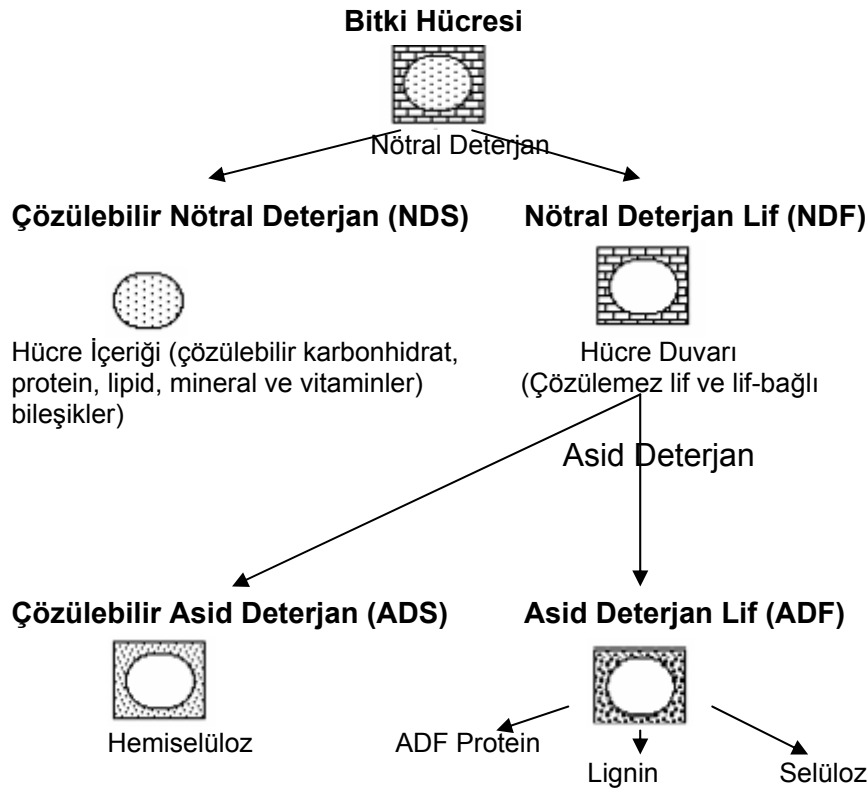 Bitki Hücresi
Nötral Deterjan
Çözülebilir Nötral Deterjan (NDS)
Nötral Deterjan Lif (NDF)
Hücre İçeriği (çözülebilir karbonhidrat,
protein, lipid, mineral ve vitaminler)
bileşikler)
Hücre Duvarı
(Çözülemez lif ve lif-bağlı
Asid Deterjan
Çözülebilir Asid Deterjan (ADS)
Asid Deterjan Lif (ADF)
Hemiselüloz
ADF Protein
Lignin
Selüloz